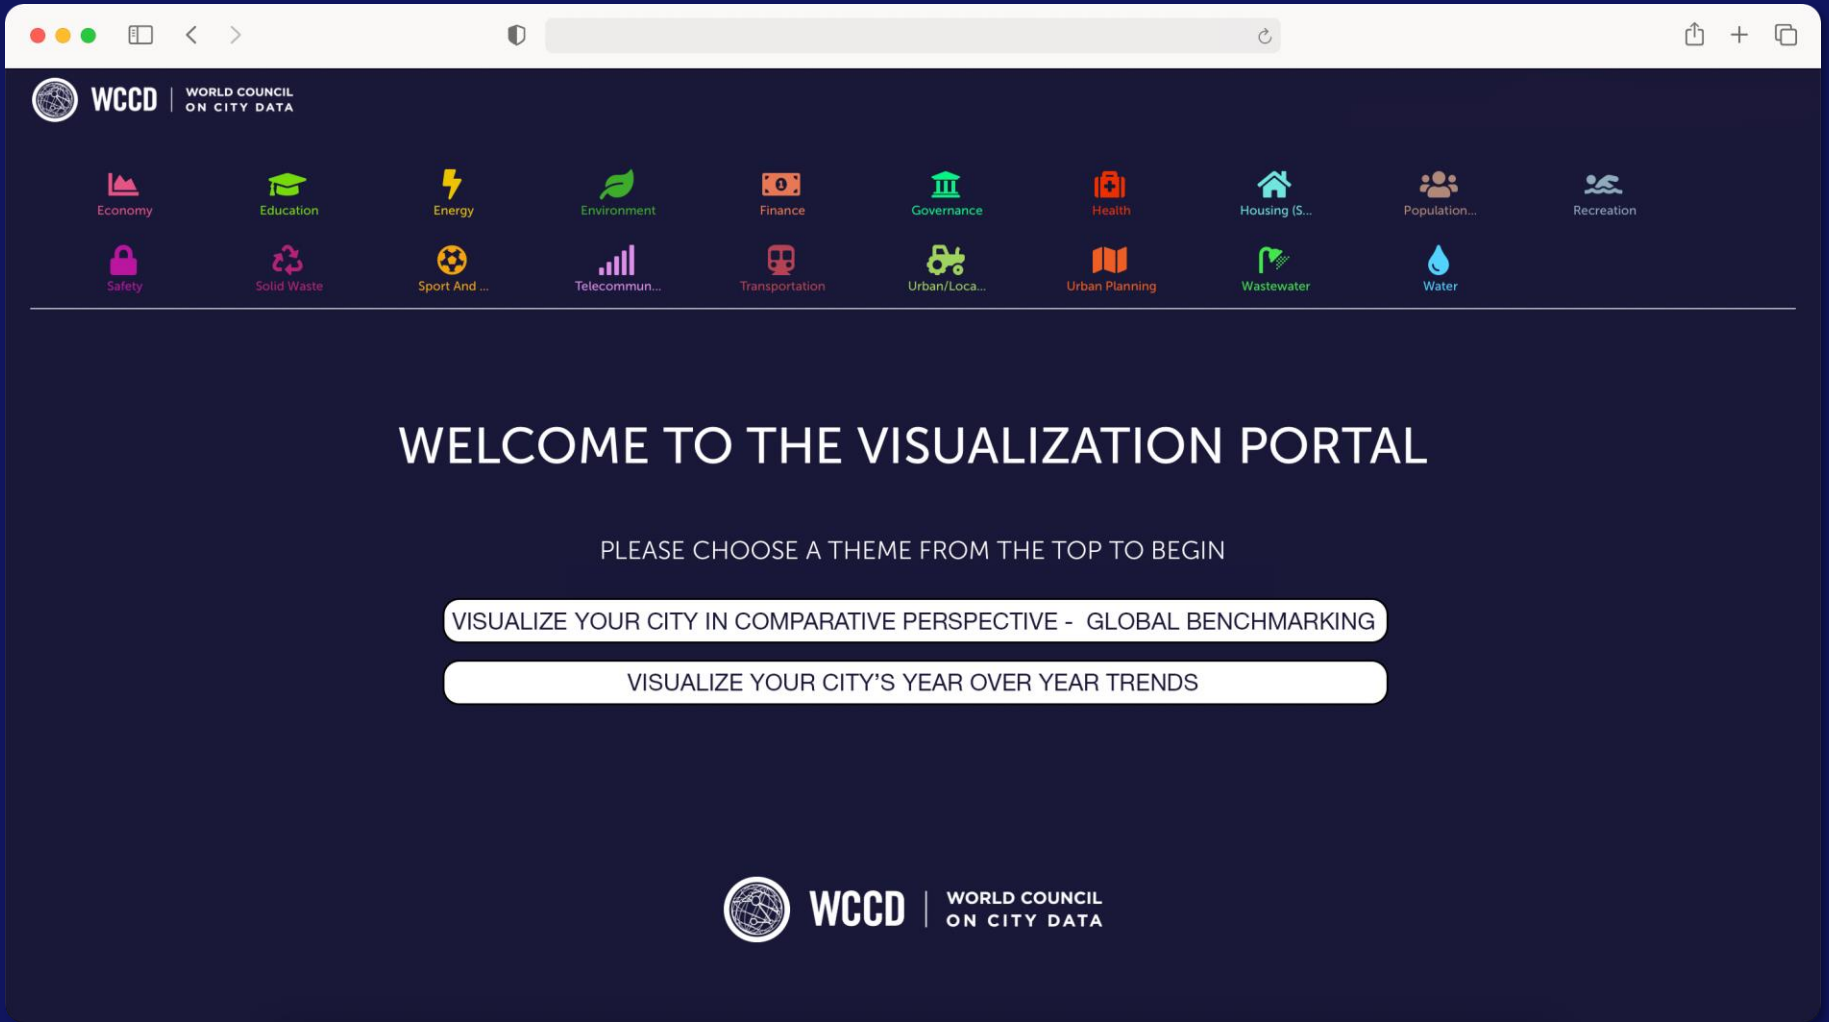 WCCD
WORLD COUNCIL
ON CITY DATA
Economy
Education
Energy
Environment
Finance
Governance
Health
Housing (S...
Population...
Recreation
Safety
Solid Waste
Sport And ...
Telecommun...
Transportation
Urban/Loca...
Urban Planning
Wastewater
Water
WELCOME TO THE VISUALIZATION PORTAL
PLEASE CHOOSE A THEME FROM THE TOP TO BEGIN
VISUALIZE YOUR CITY IN COMPARATIVE PERSPECTIVE - GLOBAL BENCHMARKING
VISUALIZE YOUR CITY’S YEAR OVER YEAR TRENDS
WCCD
WORLD COUNCIL
ON CITY DATA